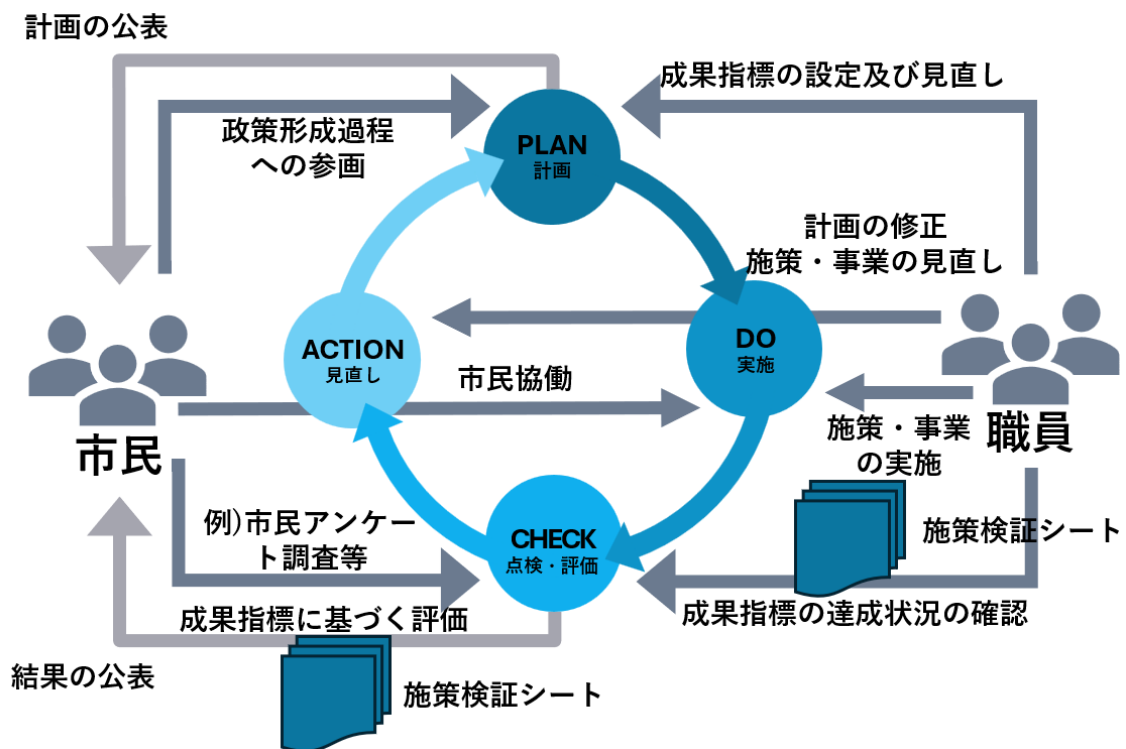 計画の公表
成果指標の設定及び見直し
政策形成過程
への参画
PLAN
計画
計画の修正
施策・事業の見直し
ACTION
見直し
DO
実施
市民協働
市民
職員
施策・事業
の実施
例)市民アンケー
ト調査等
CHECK
点検・評価
施策検証シート
成果指標に基づく評価
成果指標の達成状況の確認
結果の公表
施策検証シート